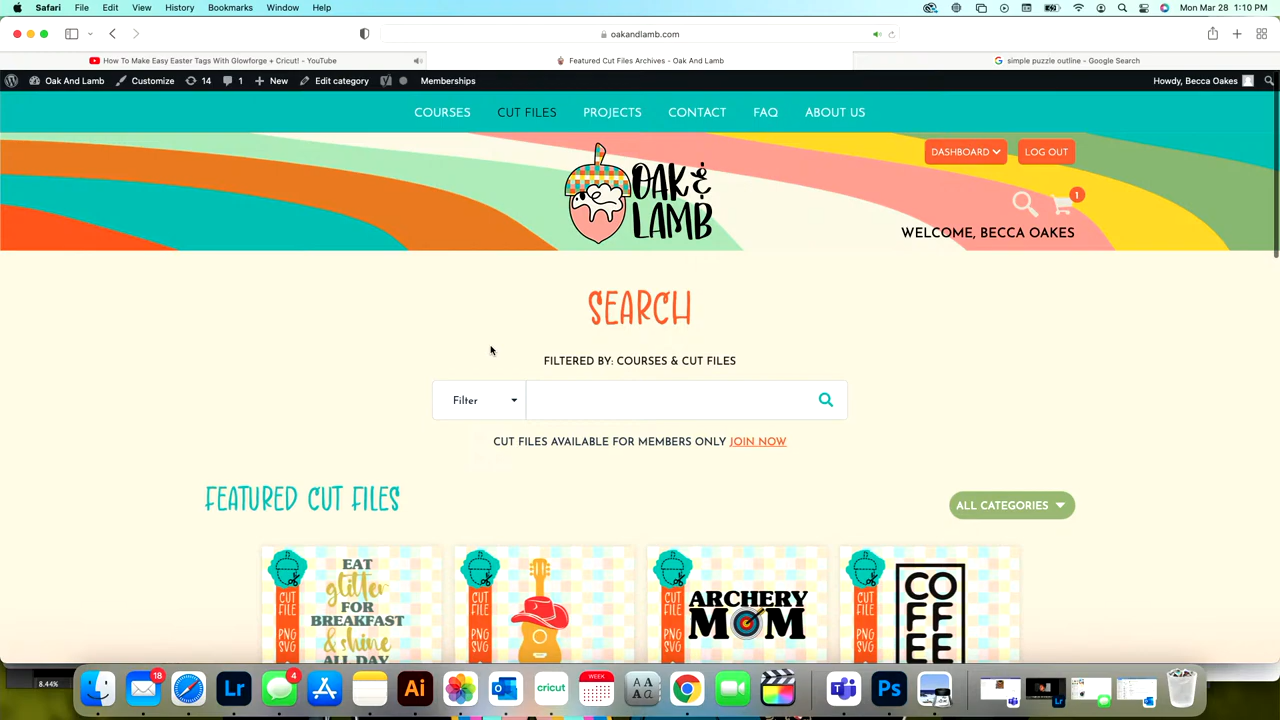 Safari File Edit View History Bookmarks Window Help Mon Mar 28 1:10 PM
oakandlamb.com
How To Make Easy Easter Tags With Glowforge + Cricut! - YouTube
Featured Cut Files Archives - Oak And Lamb
simple puzzle outline - Google Search
Oak And Lamb Customize 14 1 New Edit category Memberships Howdy, Becca Oakes
COURSES CUT FILES PROJECTS CONTACT FAQ ABOUT US
DASHBOARD LOG OUT
OAK &
LAMB
1
WELCOME, BECCA OAKES
SEARCH
FILTERED BY: COURSES & CUT FILES
Filter
CUT FILES AVAILABLE FOR MEMBERS ONLY JOIN NOW
FEATURED CUT FILES
ALL CATEGORIES
CUT FILE PNG SVG
EAT
glitter
FOR
BREAKFAST
& shine
ALL DAY
CUT FILE PNG SVG
CUT FILE PNG SVG
ARCHERY
MOM
CUT FILE PNG SVG
CO
FF
EE
8.44%
18
Lr
4
Ai
cricut
WEEK
Ps